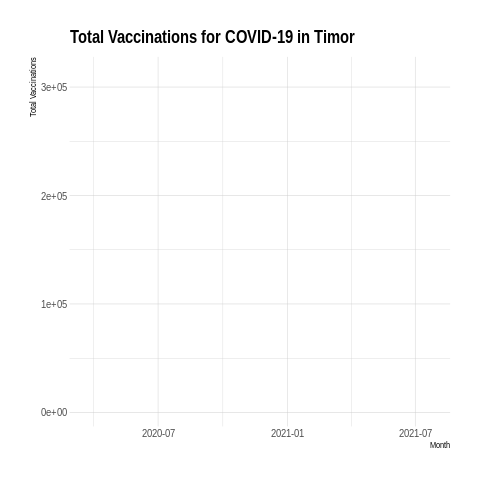 Total Vaccinations for COVID-19 in Timor
Total Vaccinations
3e+05
2e+05
1e+05
0e+00
2020-07 2021-01 2021-07
Month